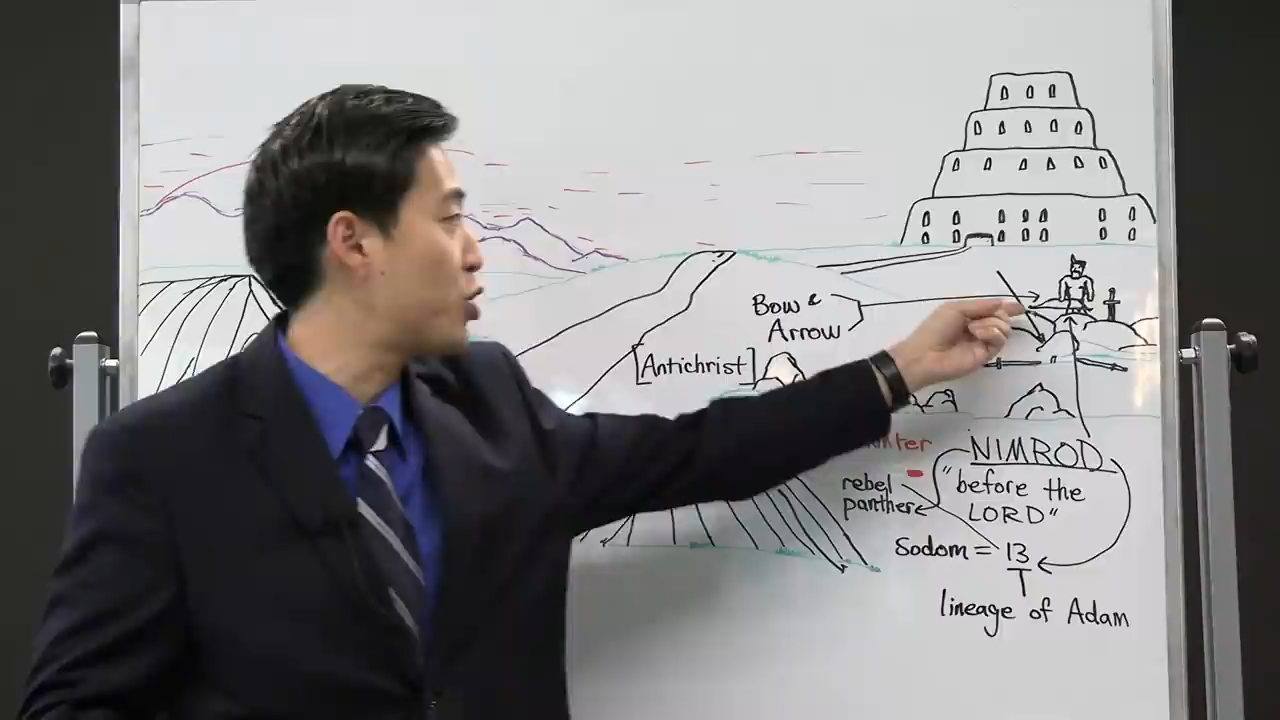 Bow &
Arrow
[Antichrist]
NIMROD
rebel
panther
"before the
LORD"
Sodom = 13
lineage of Adam